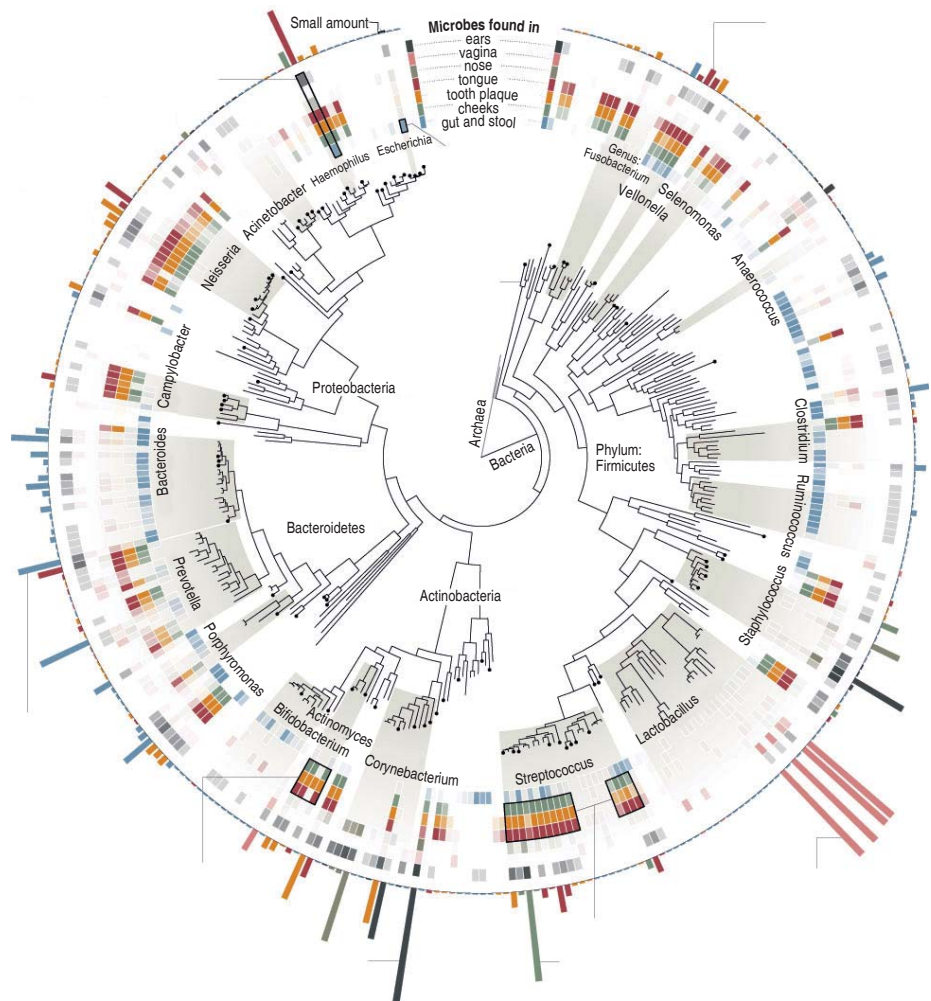 Small amount
Microbes found in
ears
vagina
nose
tongue
tooth plaque
cheeks
gut and stool
Escherichia
Haemophilus
Acinetobacter
Neisseria
Campylobacter
Proteobacteria
Bacteroides
Bacteroidetes
Prevotella
Porphyromonas
Bifidobacterium
Actinomyces
Corynebacterium
Actinobacteria
Streptococcus
Lactobacillus
Staphylococcus
Ruminococcus
Clostridium
Phylum:
Firmicutes
Anaerococcus
Selenomonas
Vellonella
Genus:
Fusobacterium
Archaea
Bacteria